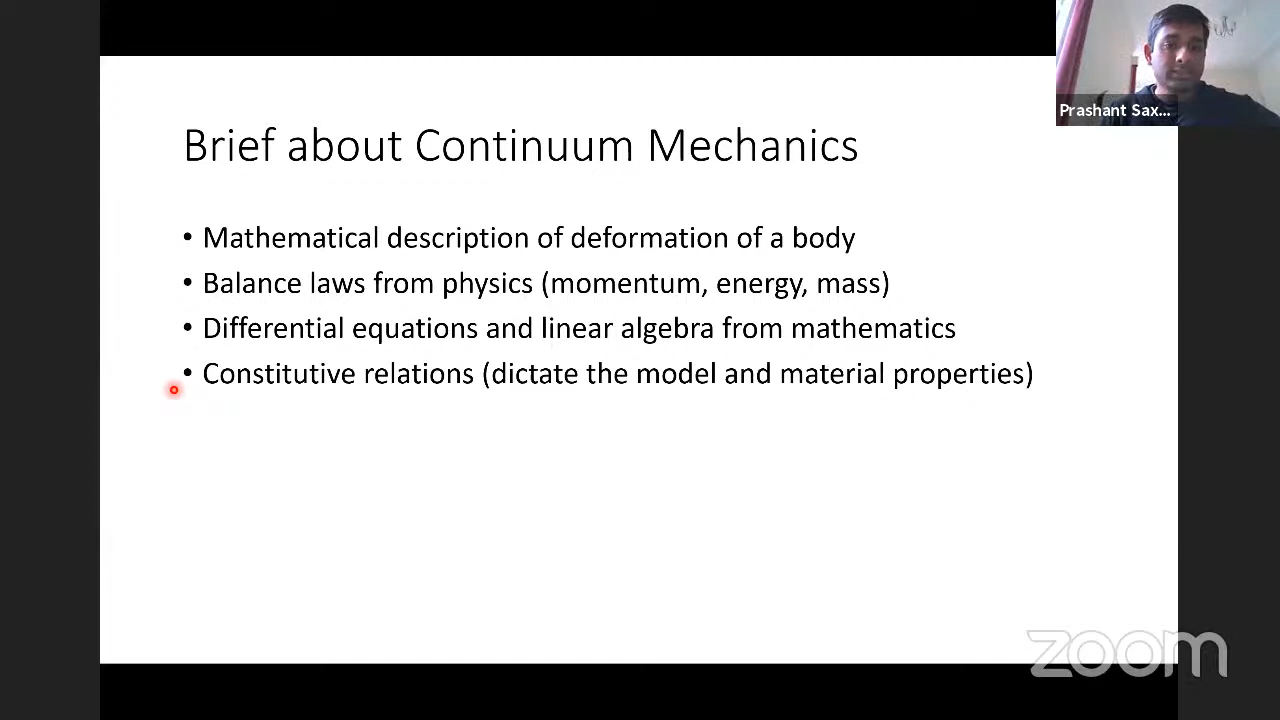 Prashant Sax...
Brief about Continuum Mechanics
• Mathematical description of deformation of a body
• Balance laws from physics (momentum, energy, mass)
• Differential equations and linear algebra from mathematics
• Constitutive relations (dictate the model and material properties)
zoom